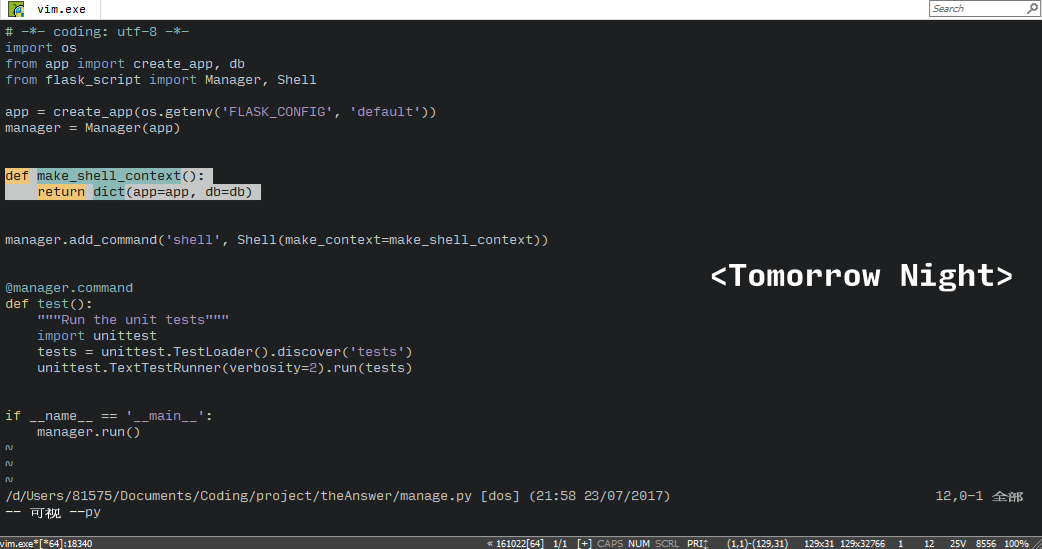 vim.exe
Search
# -*- coding: utf-8 -*-
import os
from app import create_app, db
from flask_script import Manager, Shell
app = create_app(os.getenv('FLASK_CONFIG', 'default'))
manager = Manager(app)
def make_shell_context():
    return dict(app=app, db=db)
manager.add_command('shell', Shell(make_context=make_shell_context))
<Tomorrow Night>
@manager.command
def test():
    """Run the unit tests"""
    import unittest
    tests = unittest.TestLoader().discover('tests')
    unittest.TextTestRunner(verbosity=2).run(tests)
if __name__ == '__main__':
    manager.run()
~
~
~
/d/Users/81575/Documents/Coding/project/theAnswer/manage.py [dos] (21:58 23/07/2017) 12,0-1 全部
-- 可视 --py
vim.exe*[*64]:18340 « 161022[64] 1/1 [+] CAPS NUM SCRL PRI↕ (1,1)-(129,31) 129x31 129x32766 1 12 25V 8556 100%